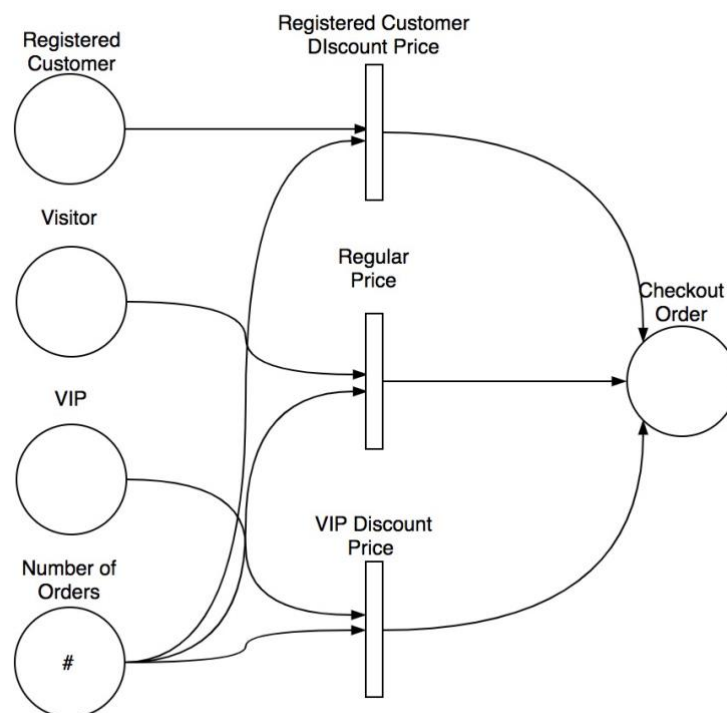 Registered
Customer
Registered Customer
DIscount Price
Visitor
Regular
Price
Checkout
Order
VIP
VIP Discount
Price
Number of
Orders
#